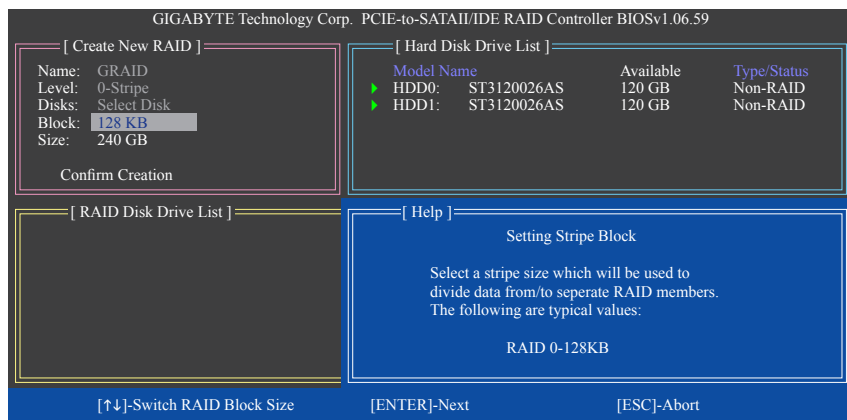 GIGABYTE Technology Corp. PCIE-to-SATAII/IDE RAID Controller BIOSv1.06.59
[ Create New RAID ]
Name: GRAID
Level: 0-Stripe
Disks: Select Disk
Block: 128 KB
Size: 240 GB
Confirm Creation
[ Hard Disk Drive List ]
Model Name Available Type/Status
HDD0: ST3120026AS 120 GB Non-RAID
HDD1: ST3120026AS 120 GB Non-RAID
[ RAID Disk Drive List ]
[ Help ]
Setting Stripe Block
Select a stripe size which will be used to
divide data from/to seperate RAID members.
The following are typical values:
RAID 0-128KB
[↑↓]-Switch RAID Block Size [ENTER]-Next [ESC]-Abort